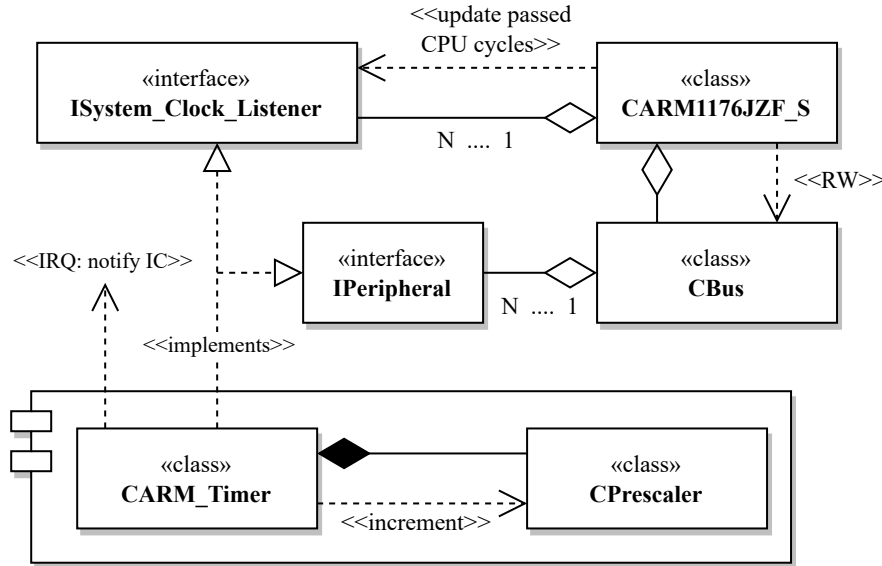 <<update passed
CPU cycles>>
«interface»
ISystem_Clock_Listener
«class»
CARM1176JZF_S
N .... 1
<<RW>>
<<IRQ: notify IC>>
«interface»
IPeripheral
«class»
CBus
N .... 1
<<implements>>
«class»
CARM_Timer
«class»
CPrescaler
<<increment>>